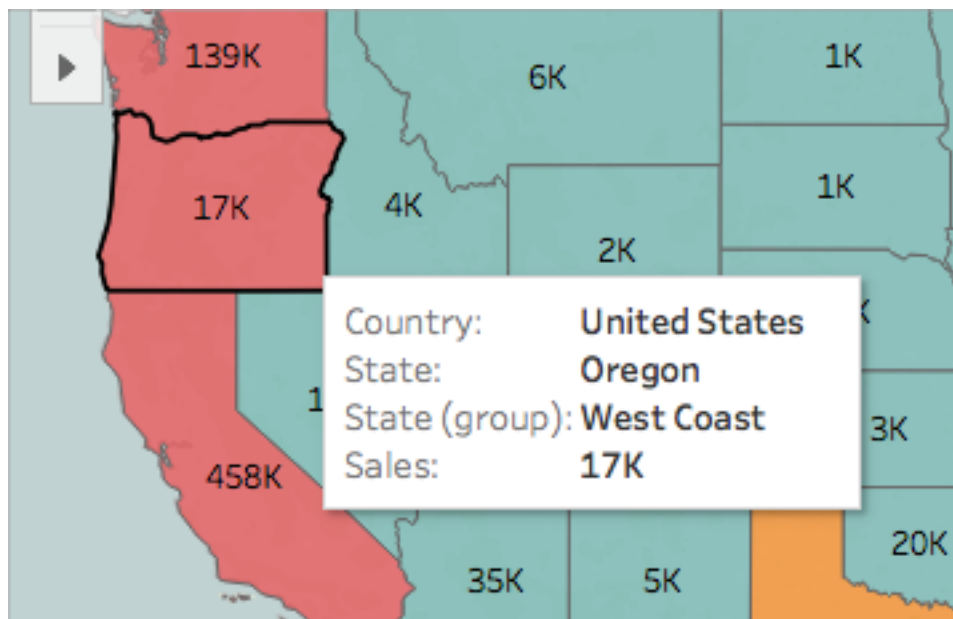 139K
6K
1K
17K
4K
1K
2K
Country: United States
State: Oregon
State (group): West Coast
Sales: 17K
3K
458K
20K
35K
5K